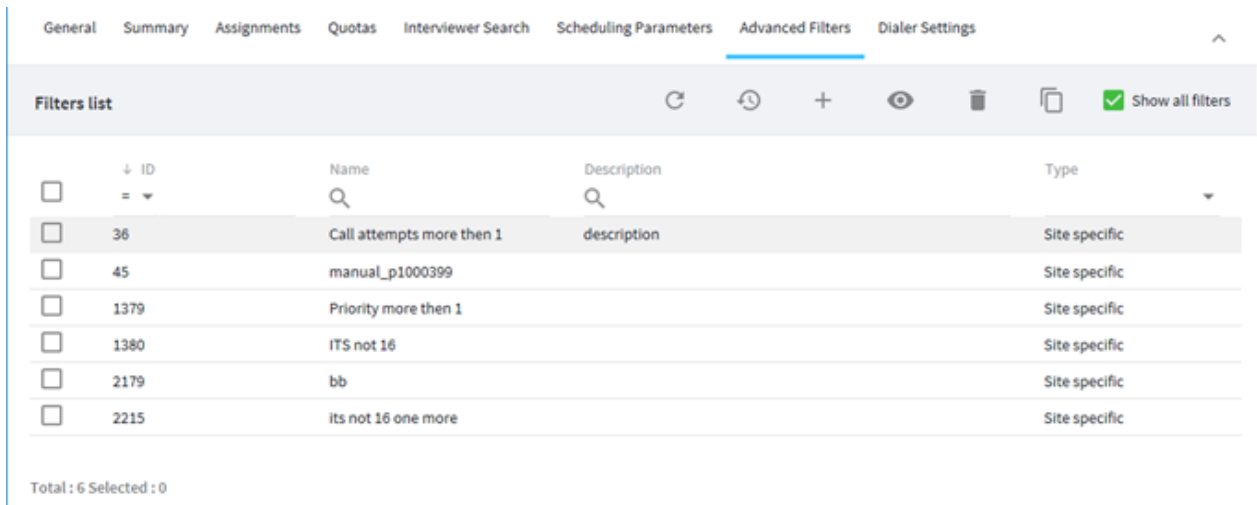 General Summary Assignments Quotas Interviewer Search Scheduling Parameters Advanced Filters Dialer Settings
Filters list Show all filters
↓ ID Name Description Type
=
36 Call attempts more then 1 description Site specific
45 manual_p1000399 Site specific
1379 Priority more then 1 Site specific
1380 ITS not 16 Site specific
2179 bb Site specific
2215 its not 16 one more Site specific
Total : 6 Selected : 0